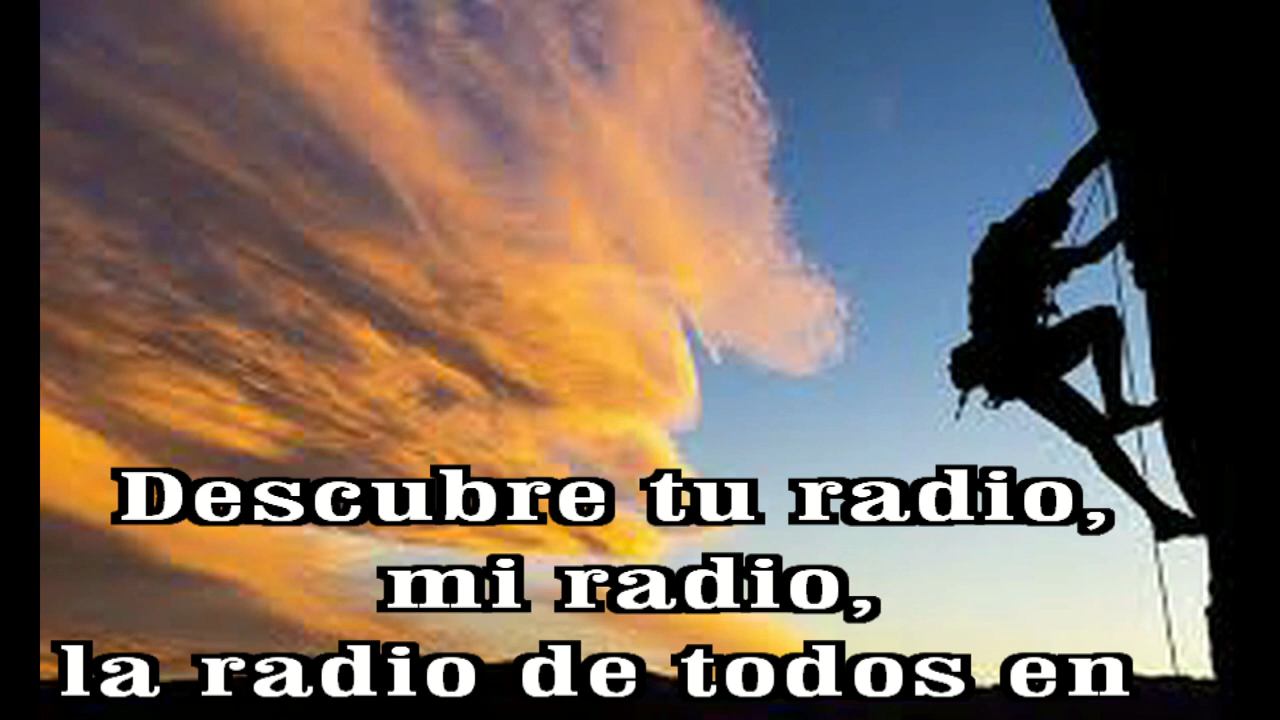 Descubre tu radio,
mi radio,
la radio de todos en